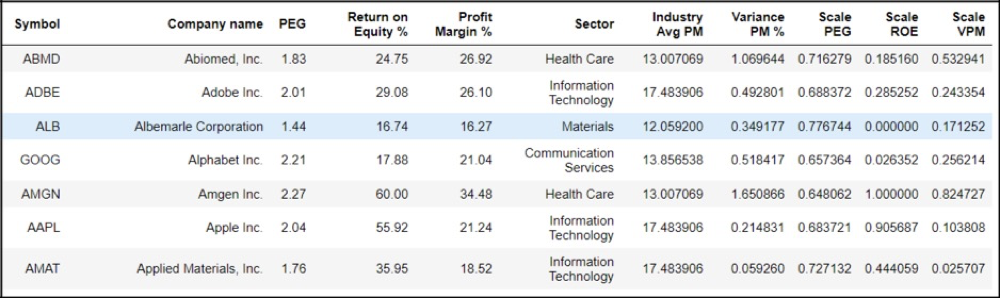 Symbol Company name PEG Return on Equity % Profit Margin % Sector Industry Avg PM Variance PM % Scale PEG Scale ROE Scale VPM
ABMD Abiomed, Inc. 1.83 24.75 26.92 Health Care 13.007069 1.069644 0.716279 0.185160 0.532941
ADBE Adobe Inc. 2.01 29.08 26.10 Information Technology 17.483906 0.492801 0.688372 0.285252 0.243354
ALB Albemarle Corporation 1.44 16.74 16.27 Materials 12.059200 0.349177 0.776744 0.000000 0.171252
GOOG Alphabet Inc. 2.21 17.88 21.04 Communication Services 13.856538 0.518417 0.657364 0.026352 0.256214
AMGN Amgen Inc. 2.27 60.00 34.48 Health Care 13.007069 1.650866 0.648062 1.000000 0.824727
AAPL Apple Inc. 2.04 55.92 21.24 Information Technology 17.483906 0.214831 0.683721 0.905687 0.103808
AMAT Applied Materials, Inc. 1.76 35.95 18.52 Information Technology 17.483906 0.059260 0.727132 0.444059 0.025707